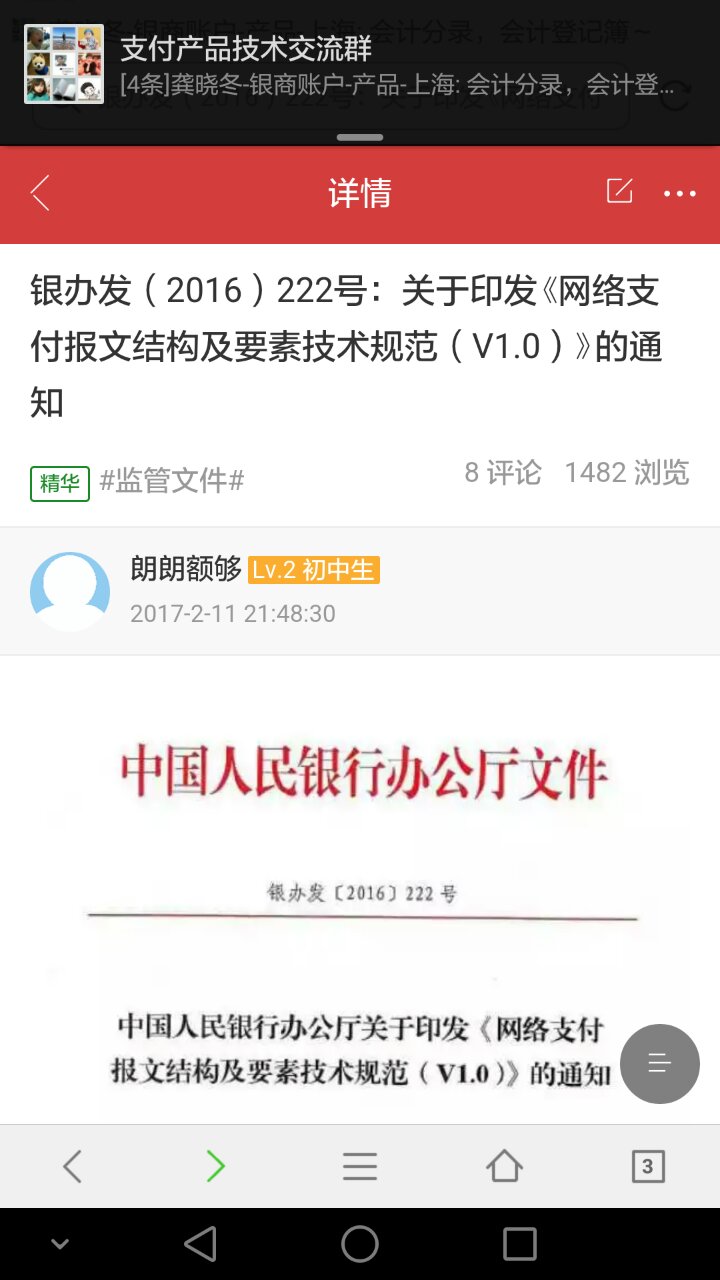 支付产品技术交流群
[4条]龚晓冬-银商账户-产品-上海: 会计分录，会计登...
详情
银办发（2016）222号：关于印发《网络支
付报文结构及要素技术规范（V1.0）》的通
知
精华 #监管文件# 8 评论 1482 浏览
朗朗额够 Lv.2 初中生
2017-2-11 21:48:30
中国人民银行办公厅文件
银办发〔2016〕222 号
中国人民银行办公厅关于印发《网络支付
报文结构及要素技术规范（V1.0）》的通知
3